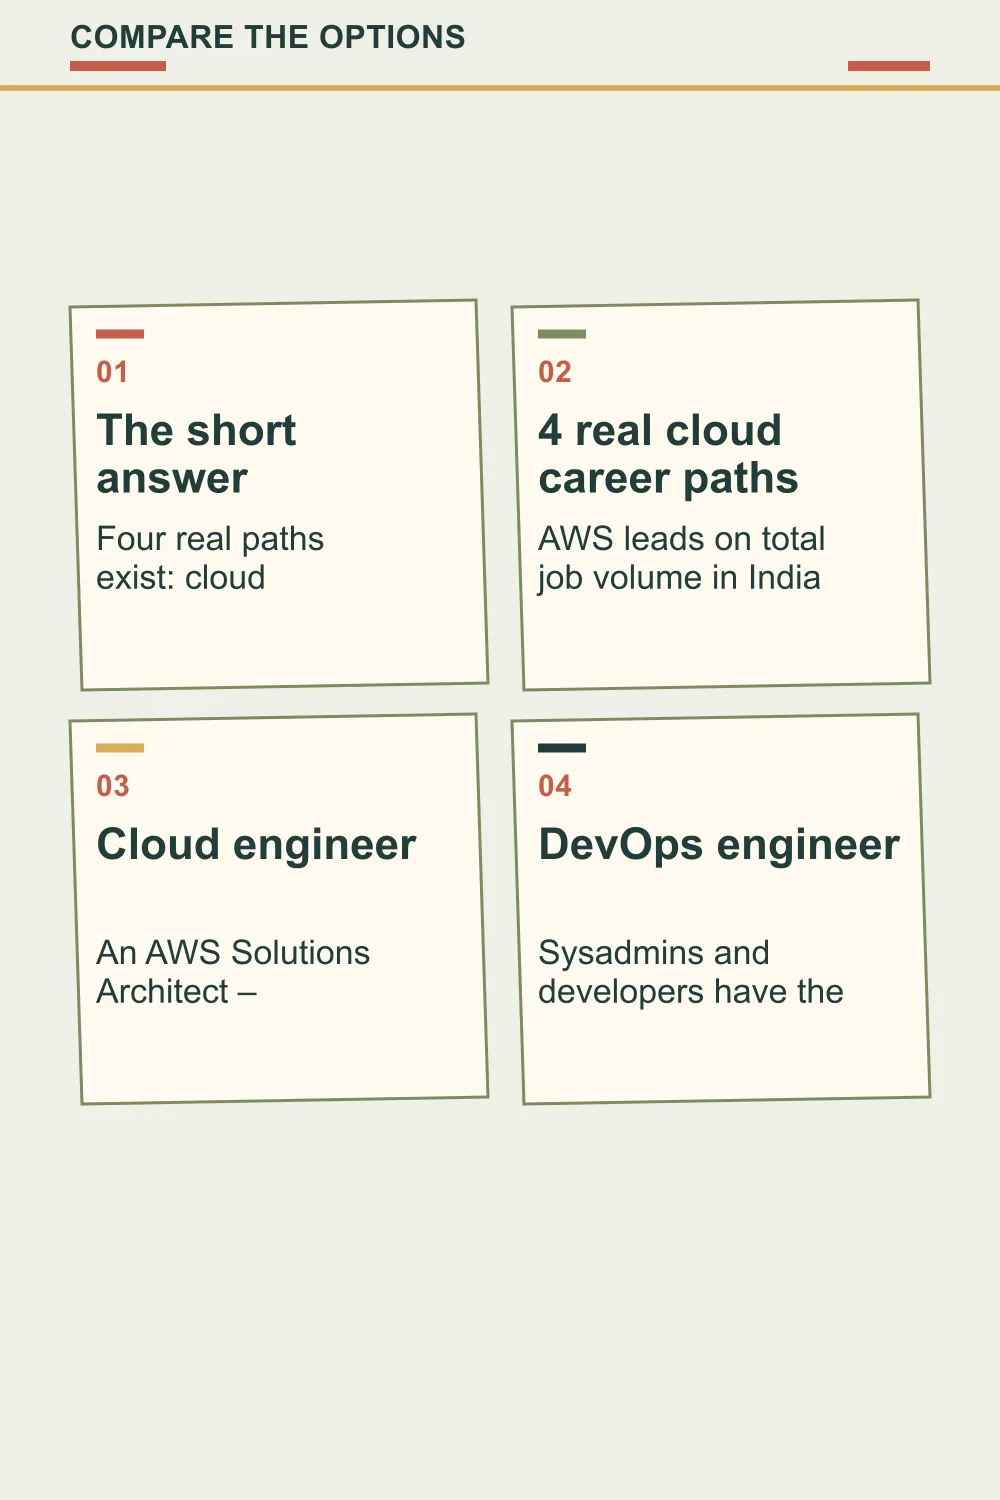 COMPARE THE OPTIONS
01
The short
answer
Four real paths
exist: cloud
02
4 real cloud
career paths
AWS leads on total
job volume in India
03
Cloud engineer
An AWS Solutions
Architect –
04
DevOps engineer
Sysadmins and
developers have the